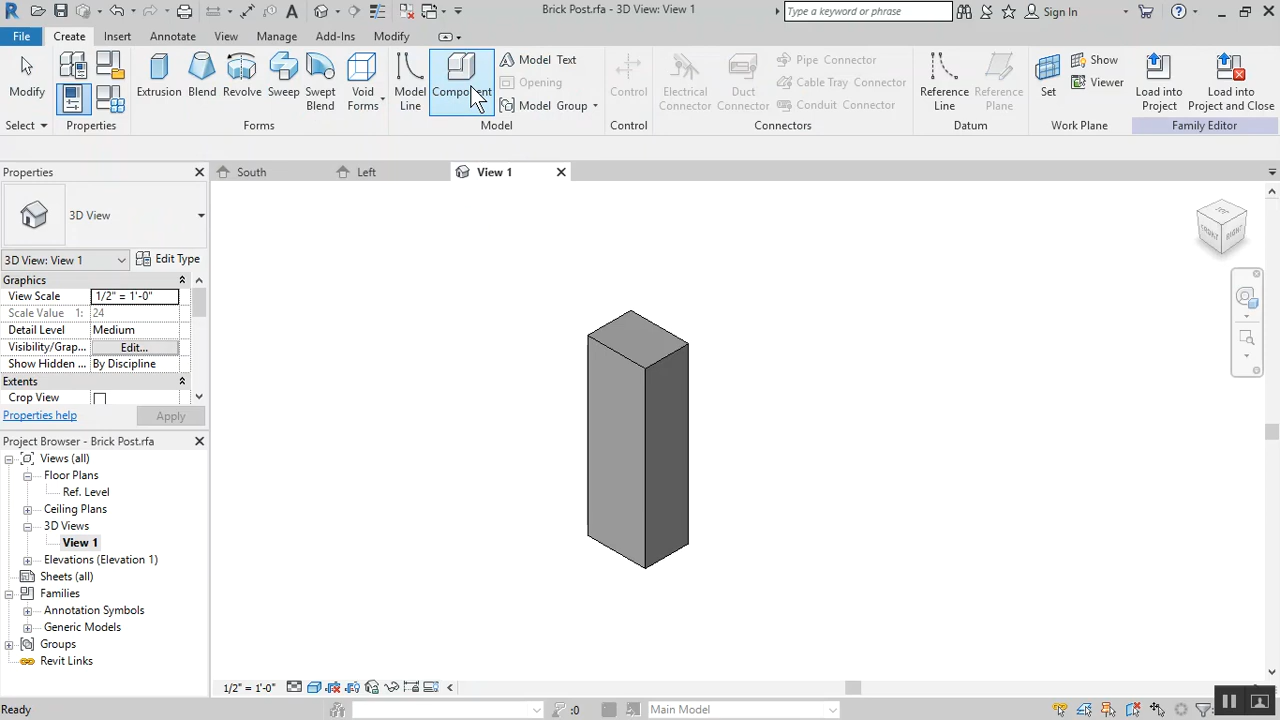 R A Brick Post.rfa - 3D View: View 1 Type a keyword or phrase Sign In ?
File Create Insert Annotate View Manage Add-Ins Modify
Modify Extrusion Blend Revolve Sweep Swept Blend Void Forms Model Line Component Model Text Opening Model Group Control Electrical Connector Duct Connector Pipe Connector Cable Tray Connector Conduit Connector Reference Line Reference Plane Set Show Viewer Load into Project Load into Project and Close
Select Properties Forms Model Control Connectors Datum Work Plane Family Editor
Properties South Left View 1
3D View
3D View: View 1 Edit Type
Graphics
View Scale 1/2" = 1'-0"
Scale Value 1: 24
Detail Level Medium
Visibility/Grap... Edit...
Show Hidden ... By Discipline
Extents
Crop View
Properties help Apply
Project Browser - Brick Post.rfa
Views (all)
Floor Plans
Ref. Level
Ceiling Plans
3D Views
View 1
Elevations (Elevation 1)
Sheets (all)
Families
Annotation Symbols
Generic Models
Groups
Revit Links
FRONT RIGHT
1/2" = 1'-0"
Ready :0 Main Model